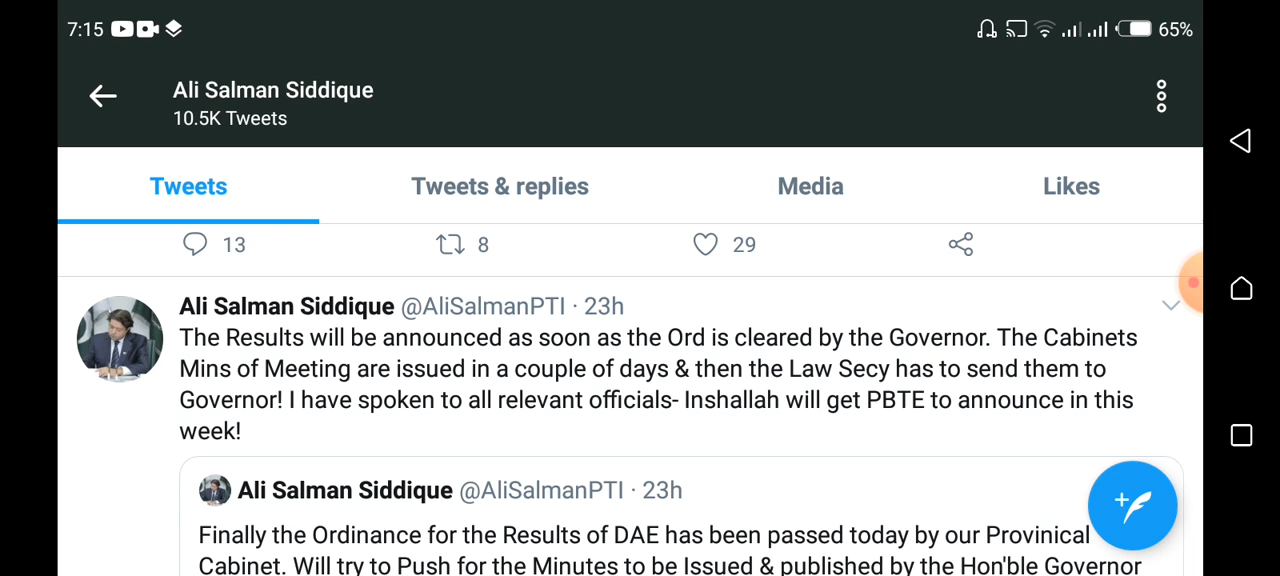 7:15 65%
Ali Salman Siddique
10.5K Tweets
Tweets Tweets & replies Media Likes
13 8 29
Ali Salman Siddique @AliSalmanPTI · 23h
The Results will be announced as soon as the Ord is cleared by the Governor. The Cabinets
Mins of Meeting are issued in a couple of days & then the Law Secy has to send them to
Governor! I have spoken to all relevant officials- Inshallah will get PBTE to announce in this
week!
Ali Salman Siddique @AliSalmanPTI · 23h
Finally the Ordinance for the Results of DAE has been passed today by our Provinicial
Cabinet. Will try to Push for the Minutes to be Issued & published by the Hon'ble Governor